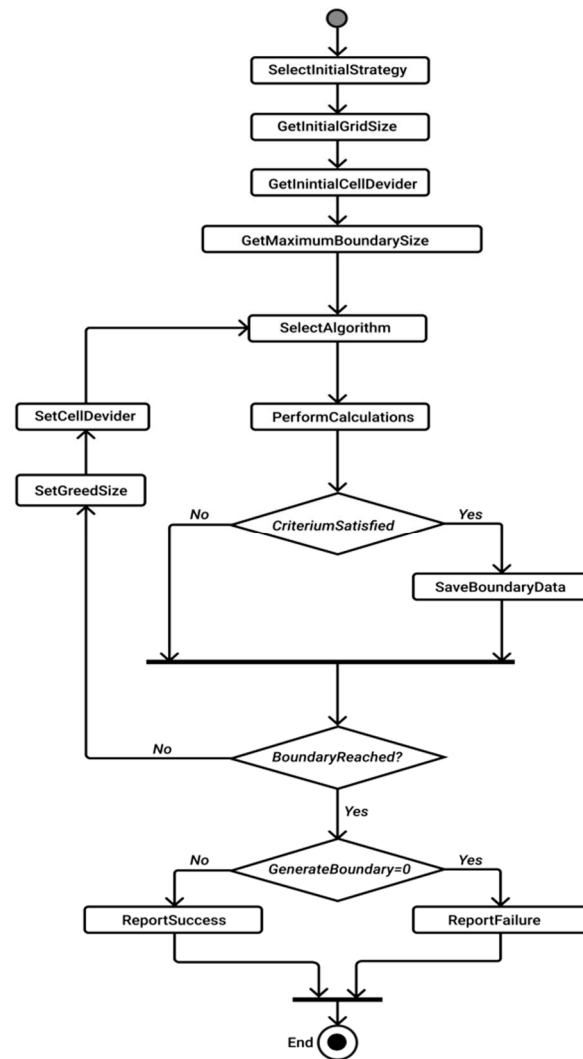 SelectInitialStrategy
GetInitialGridSize
GetInintialCellDevider
GetMaximumBoundarySize
SelectAlgorithm
SetCellDevider
PerformCalculations
SetGreedSize
No
CriteriumSatisfied
Yes
SaveBoundaryData
No
BoundaryReached?
Yes
No
GenerateBoundary=0
Yes
ReportSuccess
ReportFailure
End